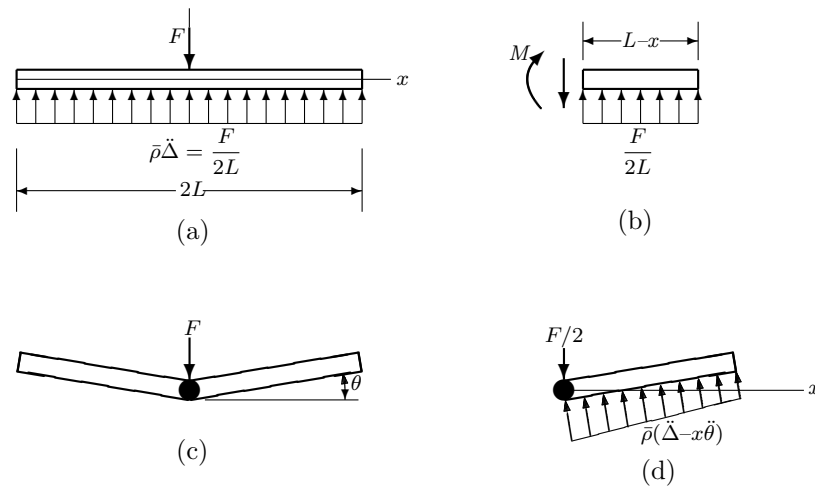 F
x
ρ̄Δ̈ = F/2L
2L
(a)
L–x
M
F/2L
(b)
F
θ
(c)
F/2
x
ρ̄(Δ̈–xθ̈)
(d)